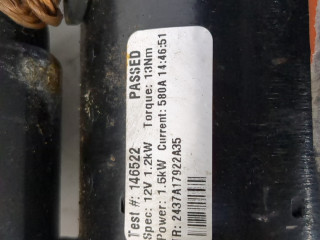 Test #: 146522 PASSED
Spec: 12V 1.2kW Torque: 13Nm
Power: 1.5kW Current: 580A 14:46:51
R: 2437A17922A35